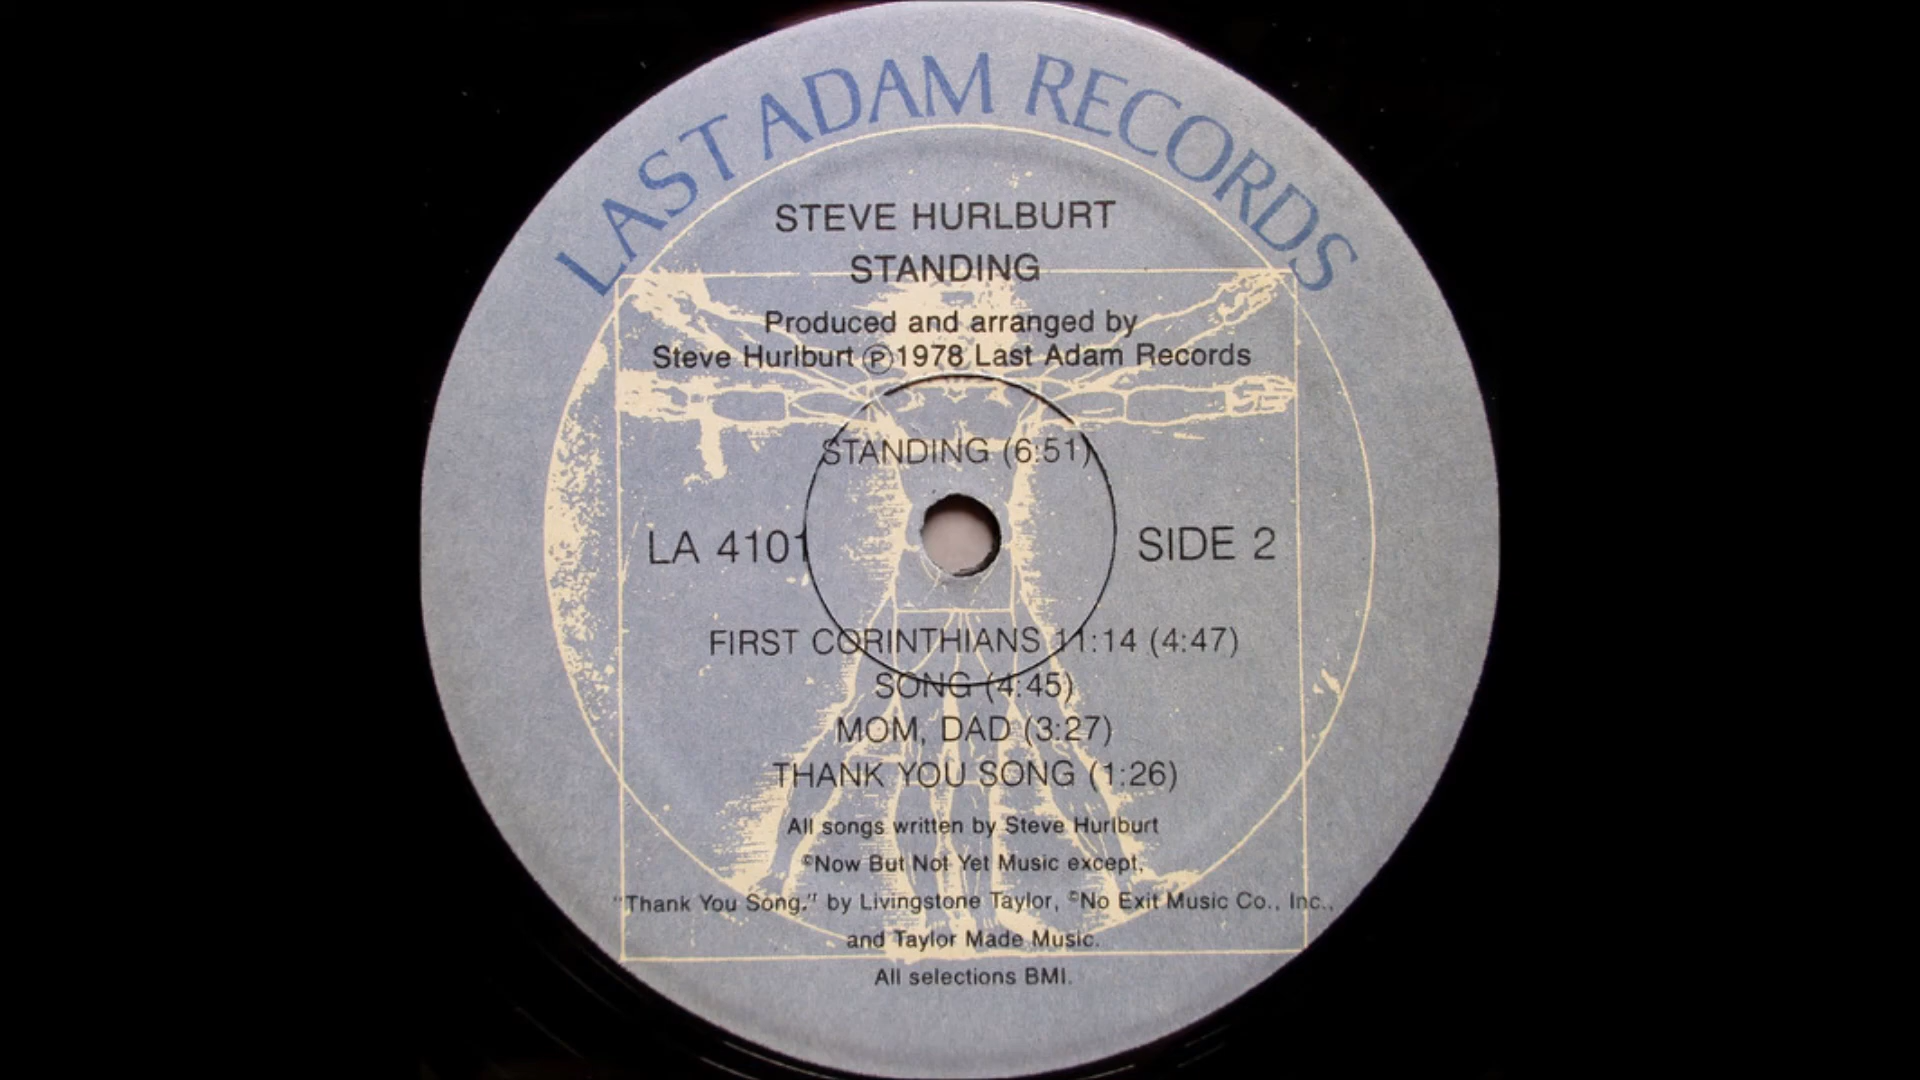 LAST ADAM RECORDS
STEVE HURLBURT
STANDING
Produced and arranged by
Steve Hurlburt ℗1978 Last Adam Records
STANDING (6:51)
LA 4101
SIDE 2
FIRST CORINTHIANS 11:14 (4:47)
SONG (4:45)
MOM, DAD (3:27)
THANK YOU SONG (1:26)
All songs written by Steve Hurlburt
©Now But Not Yet Music except,
"Thank You Song," by Livingstone Taylor, ©No Exit Music Co., Inc.,
and Taylor Made Music.
All selections BMI.